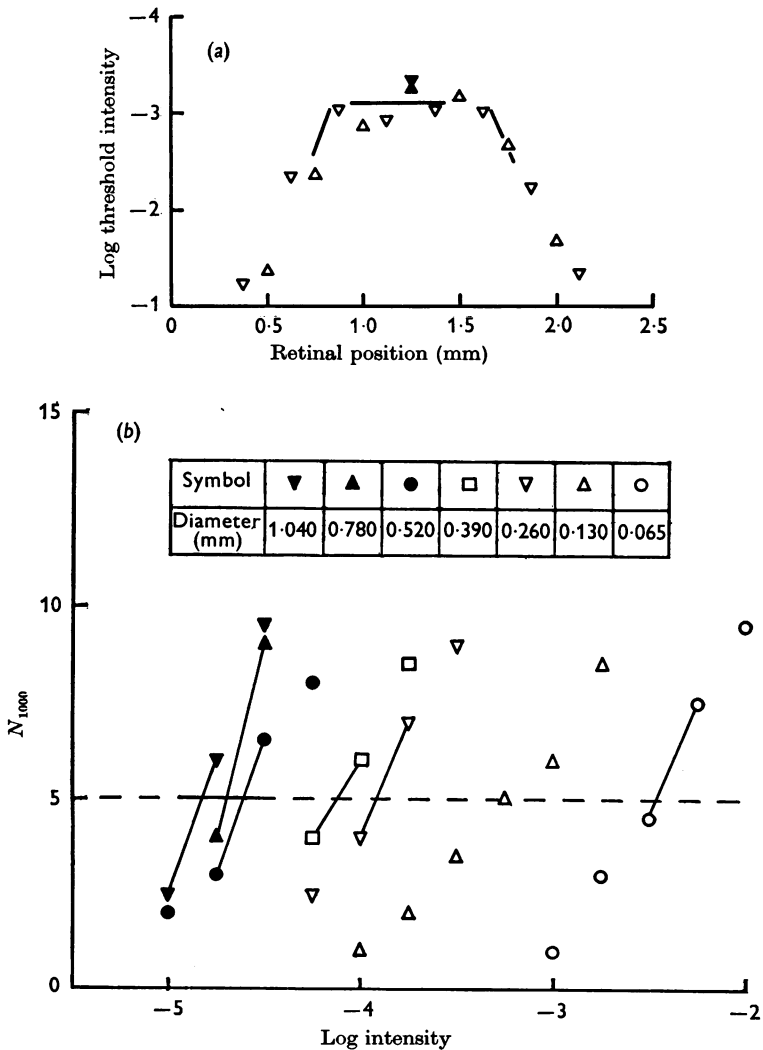 (a)
Log threshold intensity
−4
−3
−2
−1
0 0·5 1·0 1·5 2·0 2·5
Retinal position (mm)
(b)
Symbol
Diameter (mm) 1·040 0·780 0·520 0·390 0·260 0·130 0·065
N1000
15
10
5
0
−5 −4 −3 −2
Log intensity